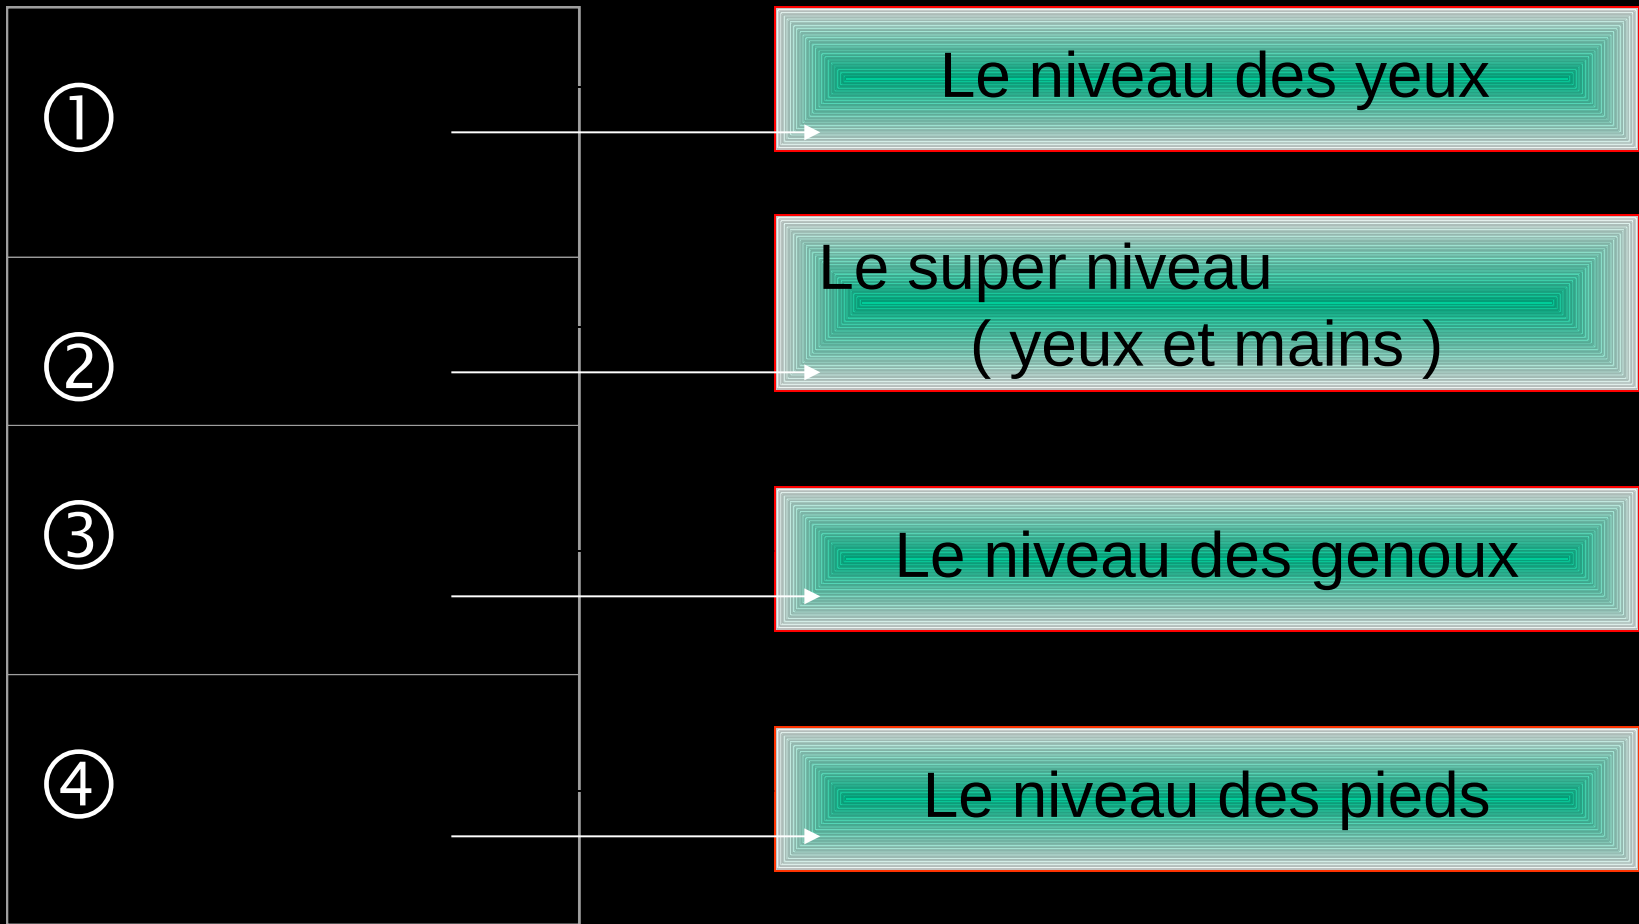 ①
Le niveau des yeux
②
Le super niveau
( yeux et mains )
③
Le niveau des genoux
④
Le niveau des pieds